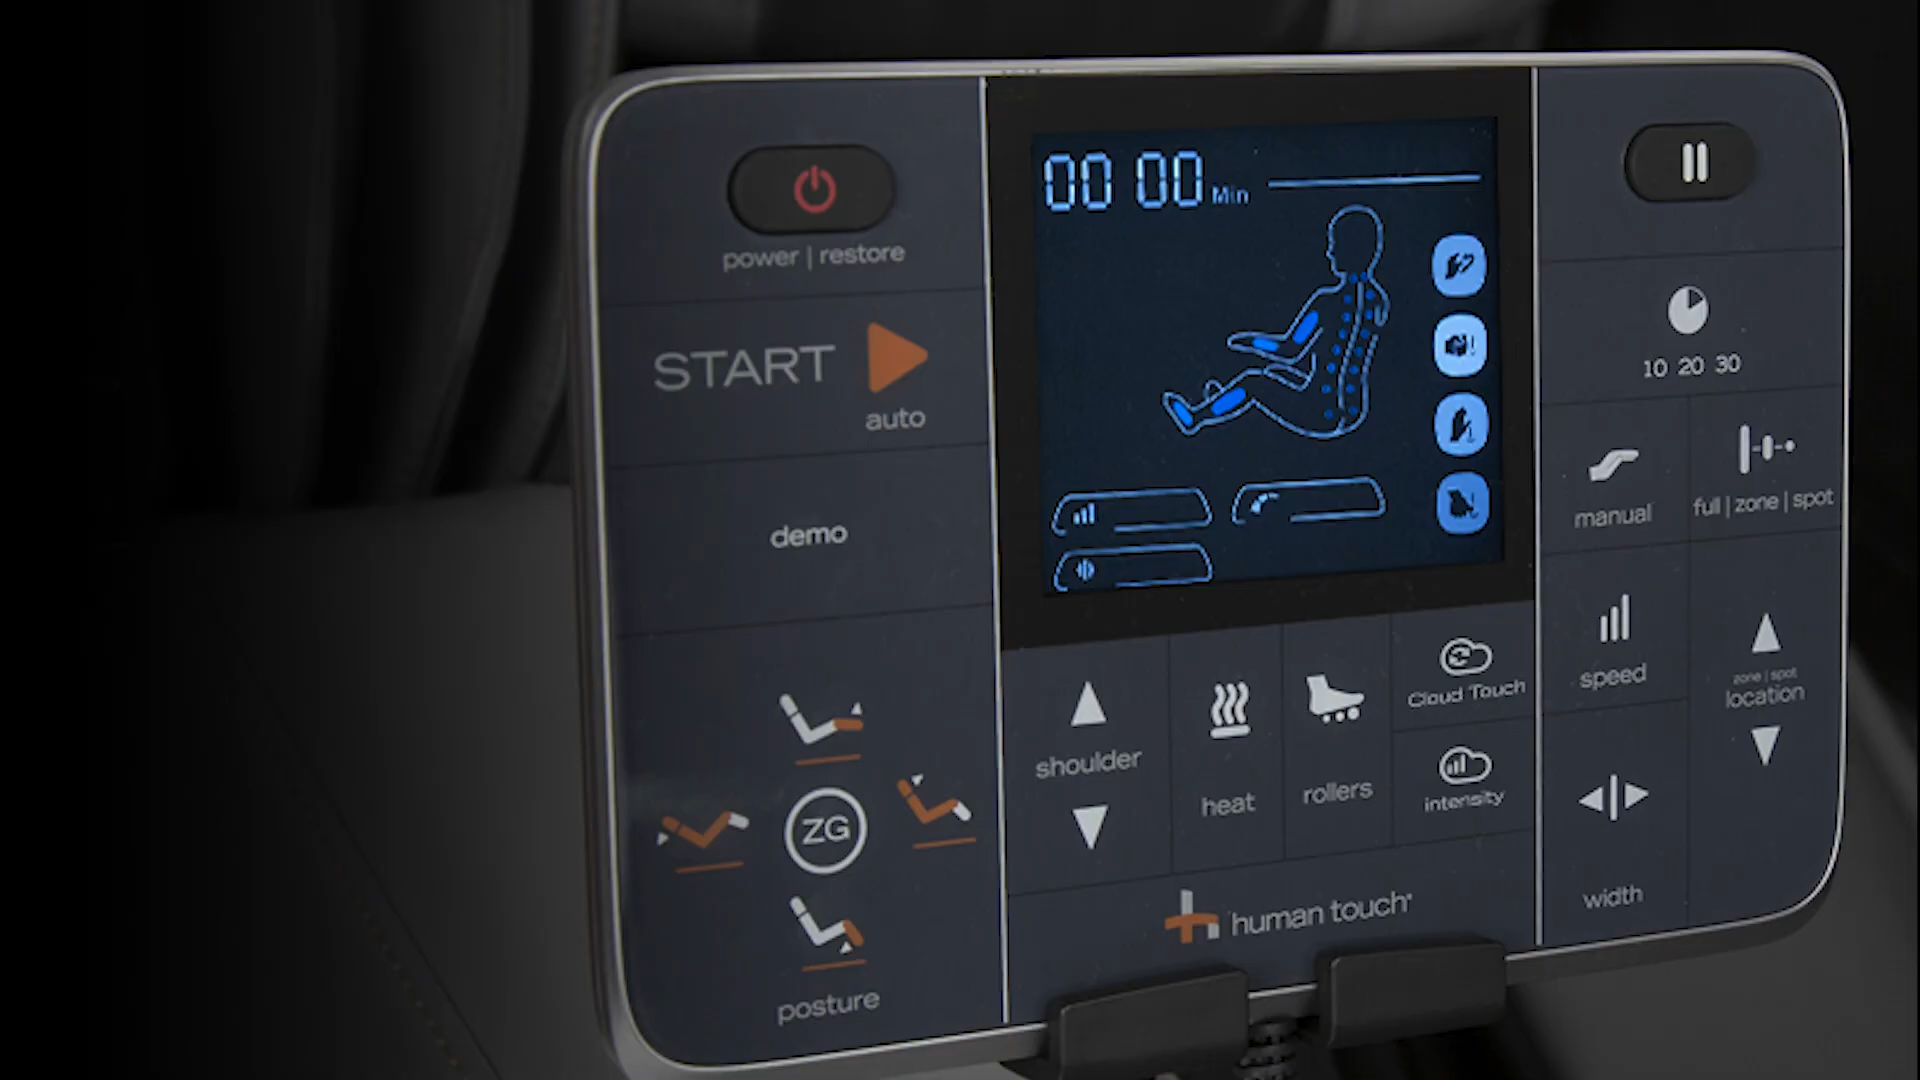 power | restore
START
auto
demo
ZG
posture
00 00 Min
shoulder
heat
rollers
Cloud Touch
intensity
human touch
10 20 30
manual
full | zone | spot
speed
zone | spot
location
width